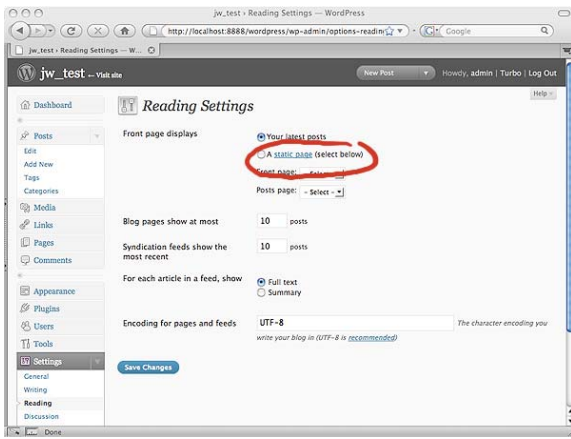 jw_test › Reading Settings — WordPress
http://localhost:8888/wordpress/wp-admin/options-readin
Google
jw_test › Reading Settings — W...
jw_test ← Visit site
New Post
Howdy, admin | Turbo | Log Out
Help
Dashboard
Posts
Edit
Add New
Tags
Categories
Media
Links
Pages
Comments
Appearance
Plugins
Users
Tools
Settings
General
Writing
Reading
Discussion
Reading Settings
Front page displays
Your latest posts
A static page (select below)
Front page: - Select -
Posts page: - Select -
Blog pages show at most 10 posts
Syndication feeds show the most recent 10 posts
For each article in a feed, show
Full text
Summary
Encoding for pages and feeds UTF-8 The character encoding you
write your blog in (UTF-8 is recommended)
Save Changes
Done